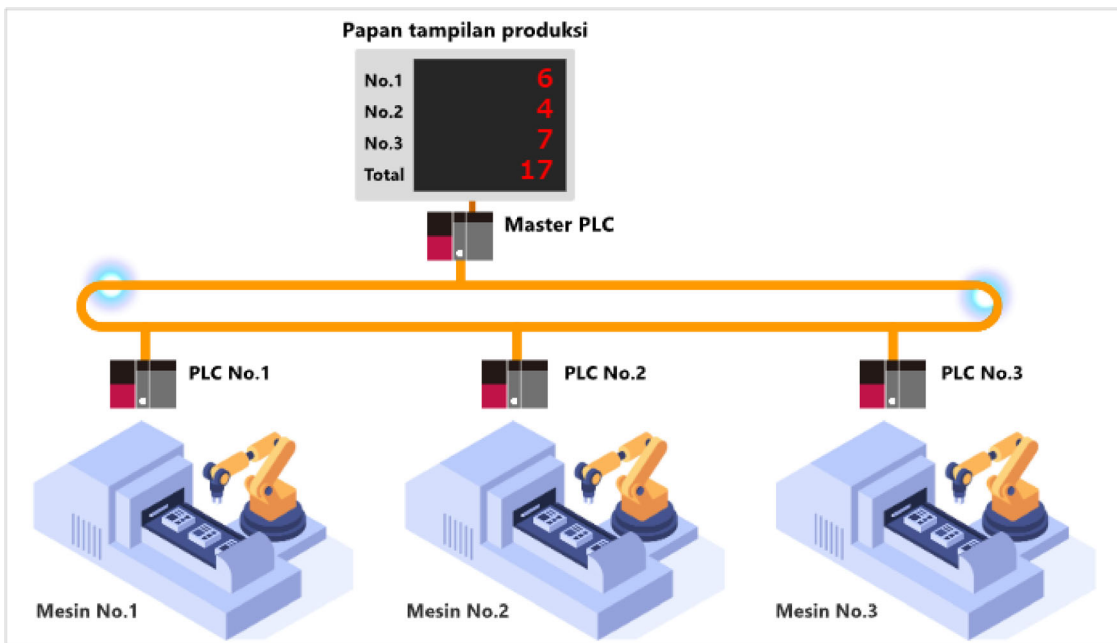 Papan tampilan produksi
No.1 6
No.2 4
No.3 7
Total 17
Master PLC
PLC No.1
PLC No.2
PLC No.3
Mesin No.1
Mesin No.2
Mesin No.3